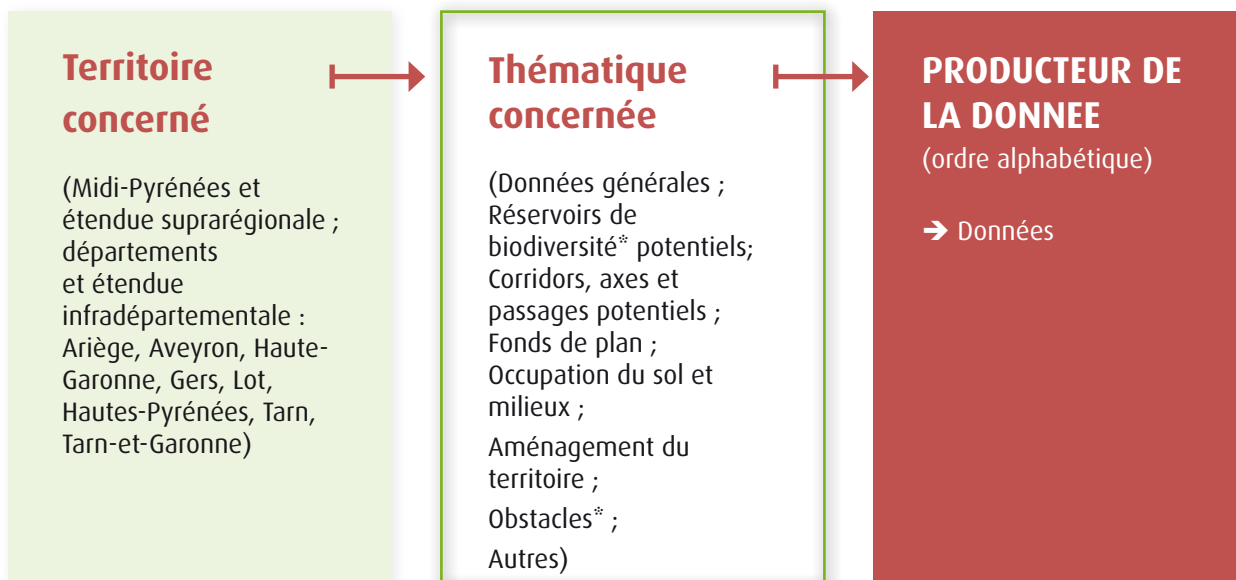 Territoire
concerné
(Midi-Pyrénées et
étendue suprarégionale ;
départements
et étendue
infradépartementale :
Ariège, Aveyron, Haute-
Garonne, Gers, Lot,
Hautes-Pyrénées, Tarn,
Tarn-et-Garonne)
Thématique
concernée
(Données générales ;
Réservoirs de
biodiversité* potentiels;
Corridors, axes et
passages potentiels ;
Fonds de plan ;
Occupation du sol et
milieux ;
Aménagement du
territoire ;
Obstacles* ;
Autres)
PRODUCTEUR DE
LA DONNEE
(ordre alphabétique)
➔ Données